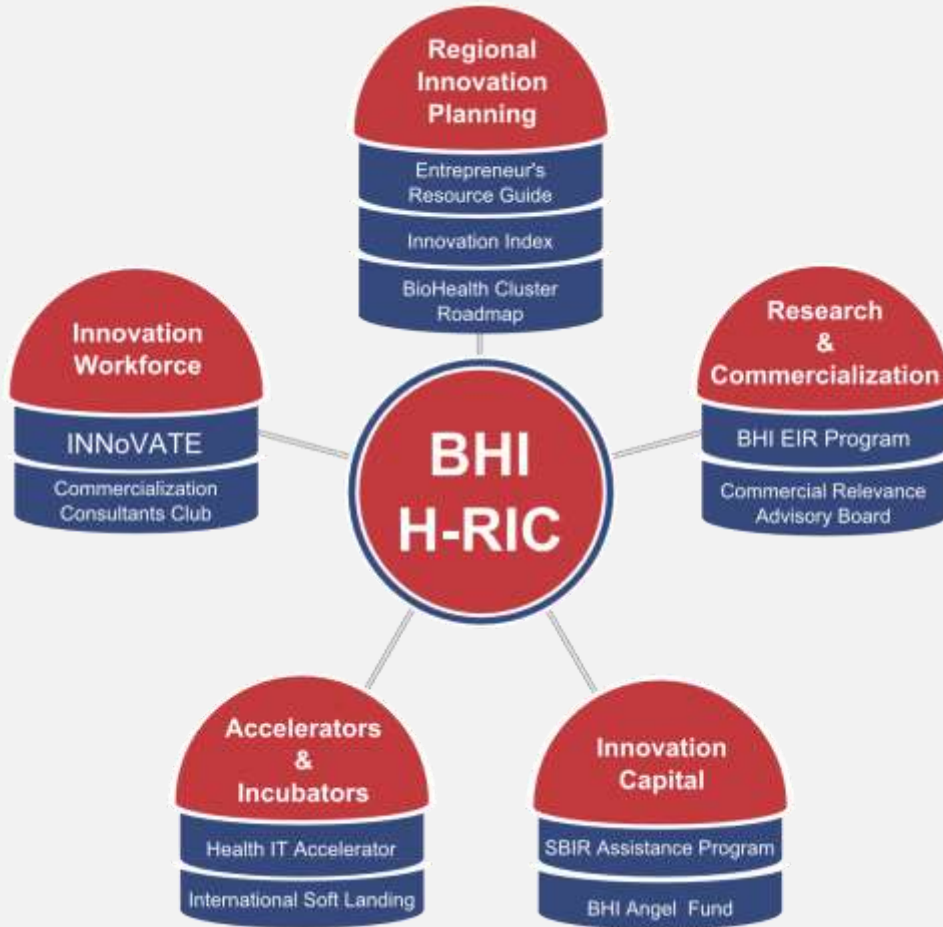 Regional
Innovation
Planning
Entrepreneur's
Resource Guide
Innovation Index
BioHealth Cluster
Roadmap
Innovation
Workforce
INNoVATE
Commercialization
Consultants Club
Research
&
Commercialization
BHI EIR Program
Commercial Relevance
Advisory Board
BHI
H-RIC
Accelerators
&
Incubators
Health IT Accelerator
International Soft Landing
Innovation
Capital
SBIR Assistance Program
BHI Angel Fund